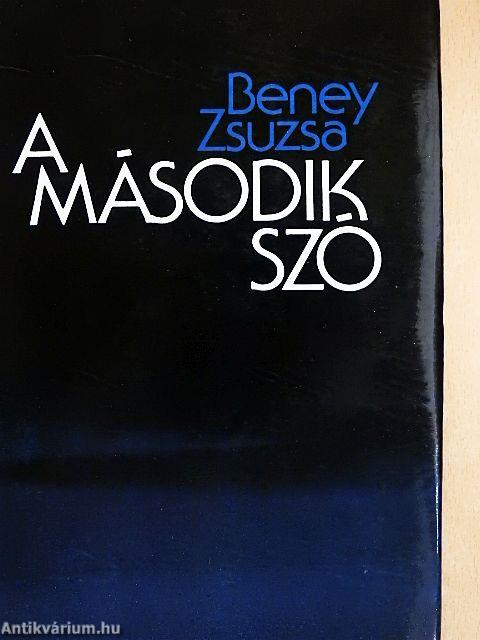 Beney
Zsuzsa
A
MÁSODIK
SZÓ
Antikvárium.hu